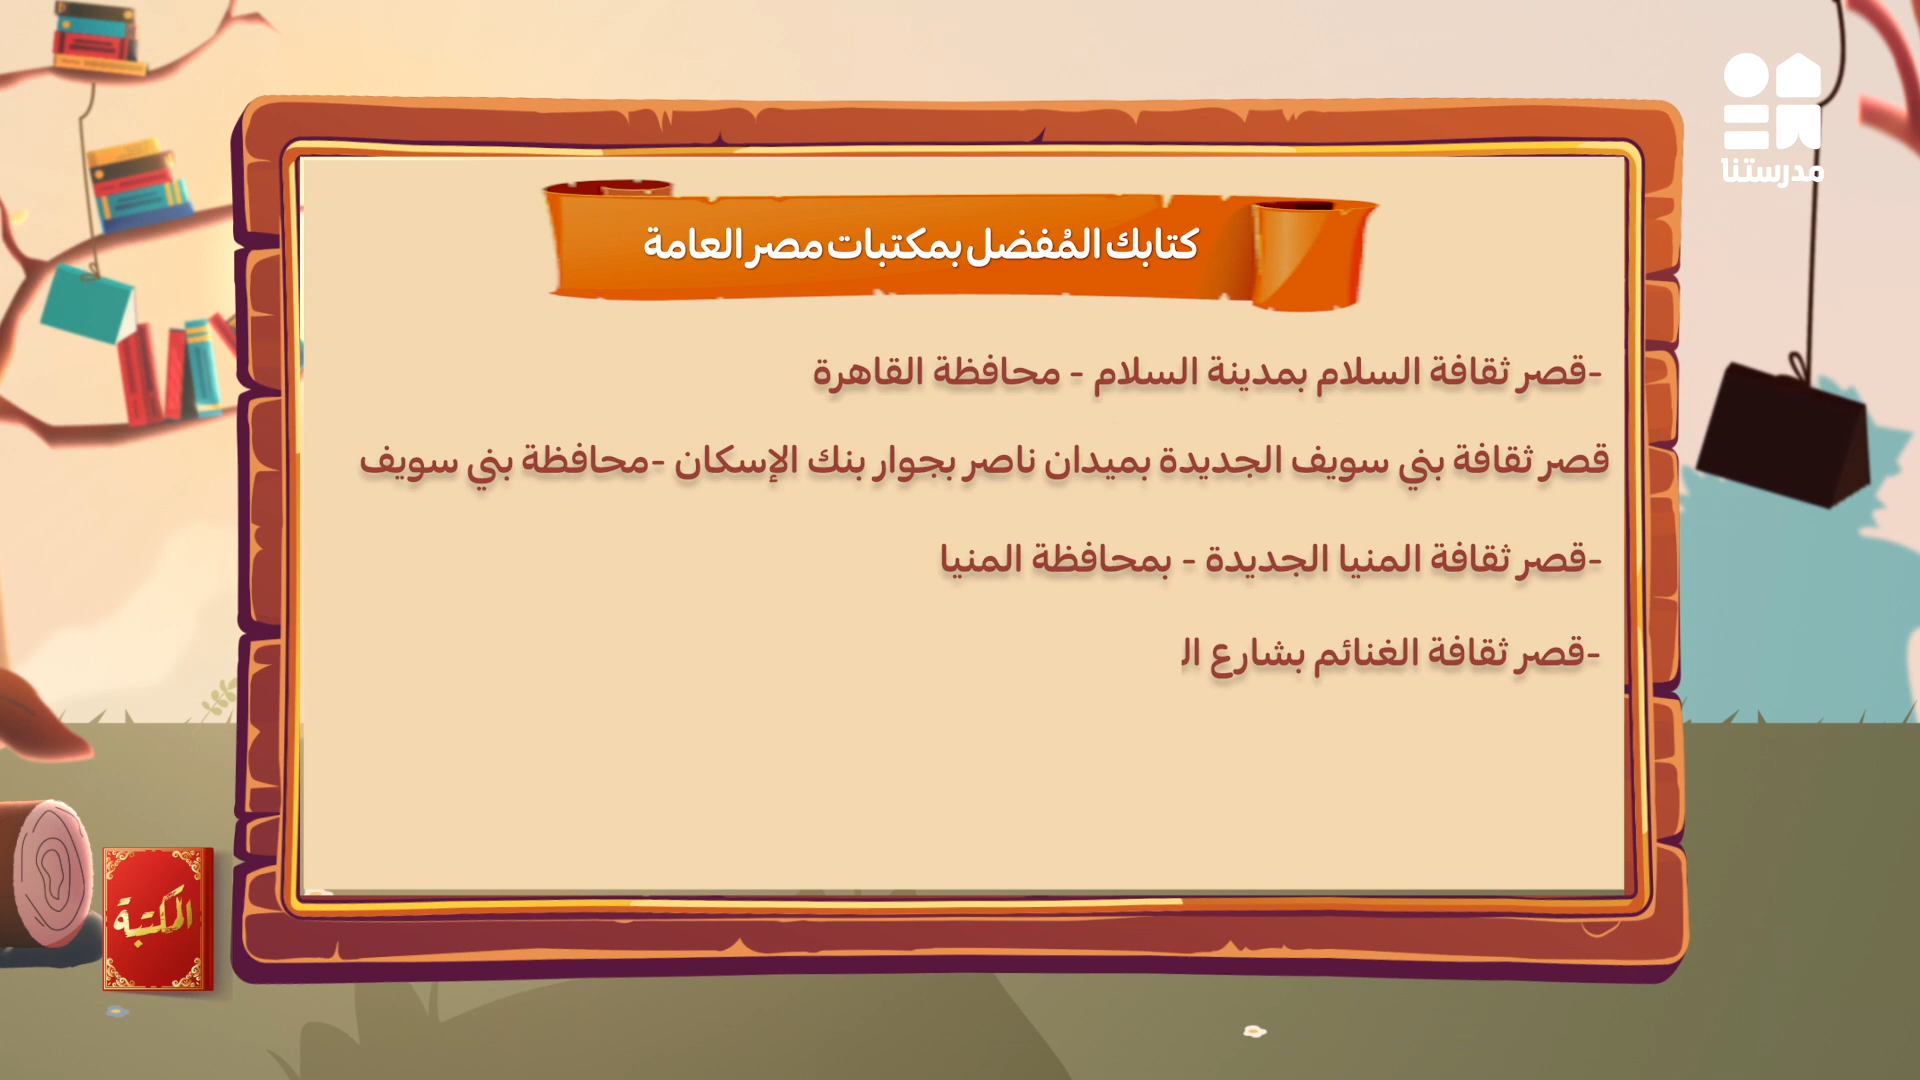 مدرستنا
كتابك المُفضل بمكتبات مصر العامة
-قصر ثقافة السلام بمدينة السلام - محافظة القاهرة
قصر ثقافة بني سويف الجديدة بميدان ناصر بجوار بنك الإسكان -محافظة بني سويف
-قصر ثقافة المنيا الجديدة - بمحافظة المنيا
-قصر ثقافة الغنائم بشارع
المكتبة